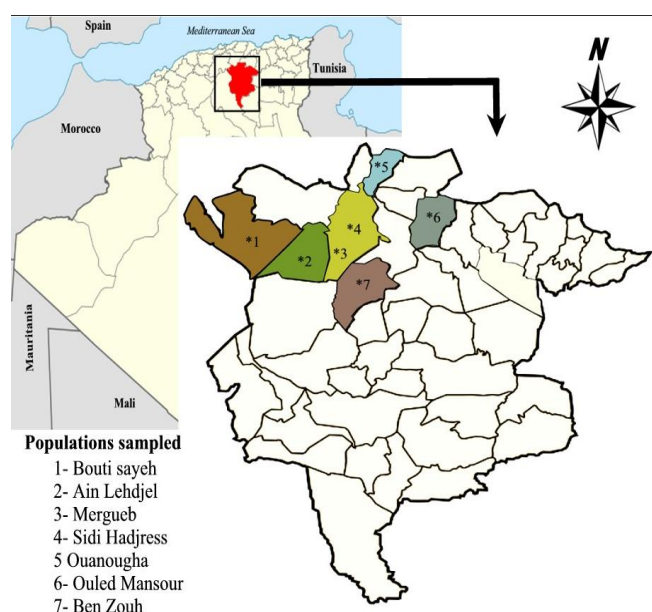 Spain
Mediterranean Sea
Tunisia
Morocco
Mauritania
Mali
N
*1
*2
*3
*4
*5
*6
*7
Populations sampled
1- Bouti sayeh
2- Ain Lehdjel
3- Mergueb
4- Sidi Hadjress
5 Ouanougha
6- Ouled Mansour
7- Ben Zouh